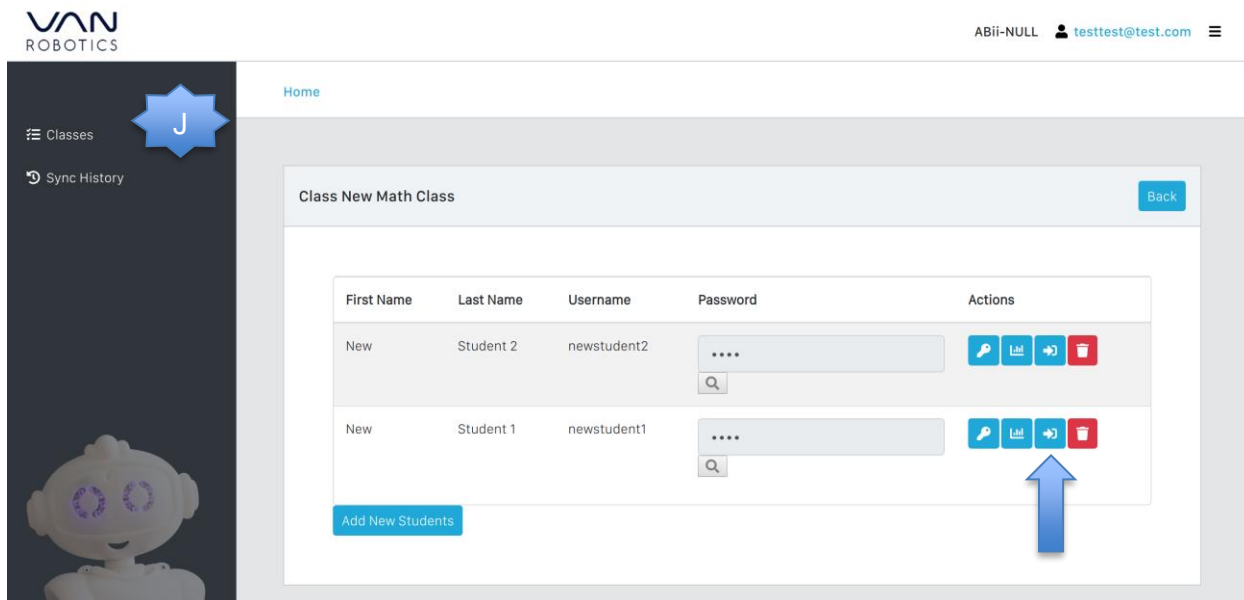 VAN
ROBOTICS
ABii-NULL testtest@test.com
Home
J
Classes
Sync History
Class New Math Class
Back
First Name Last Name Username Password Actions
New Student 2 newstudent2 ••••
New Student 1 newstudent1 ••••
Add New Students